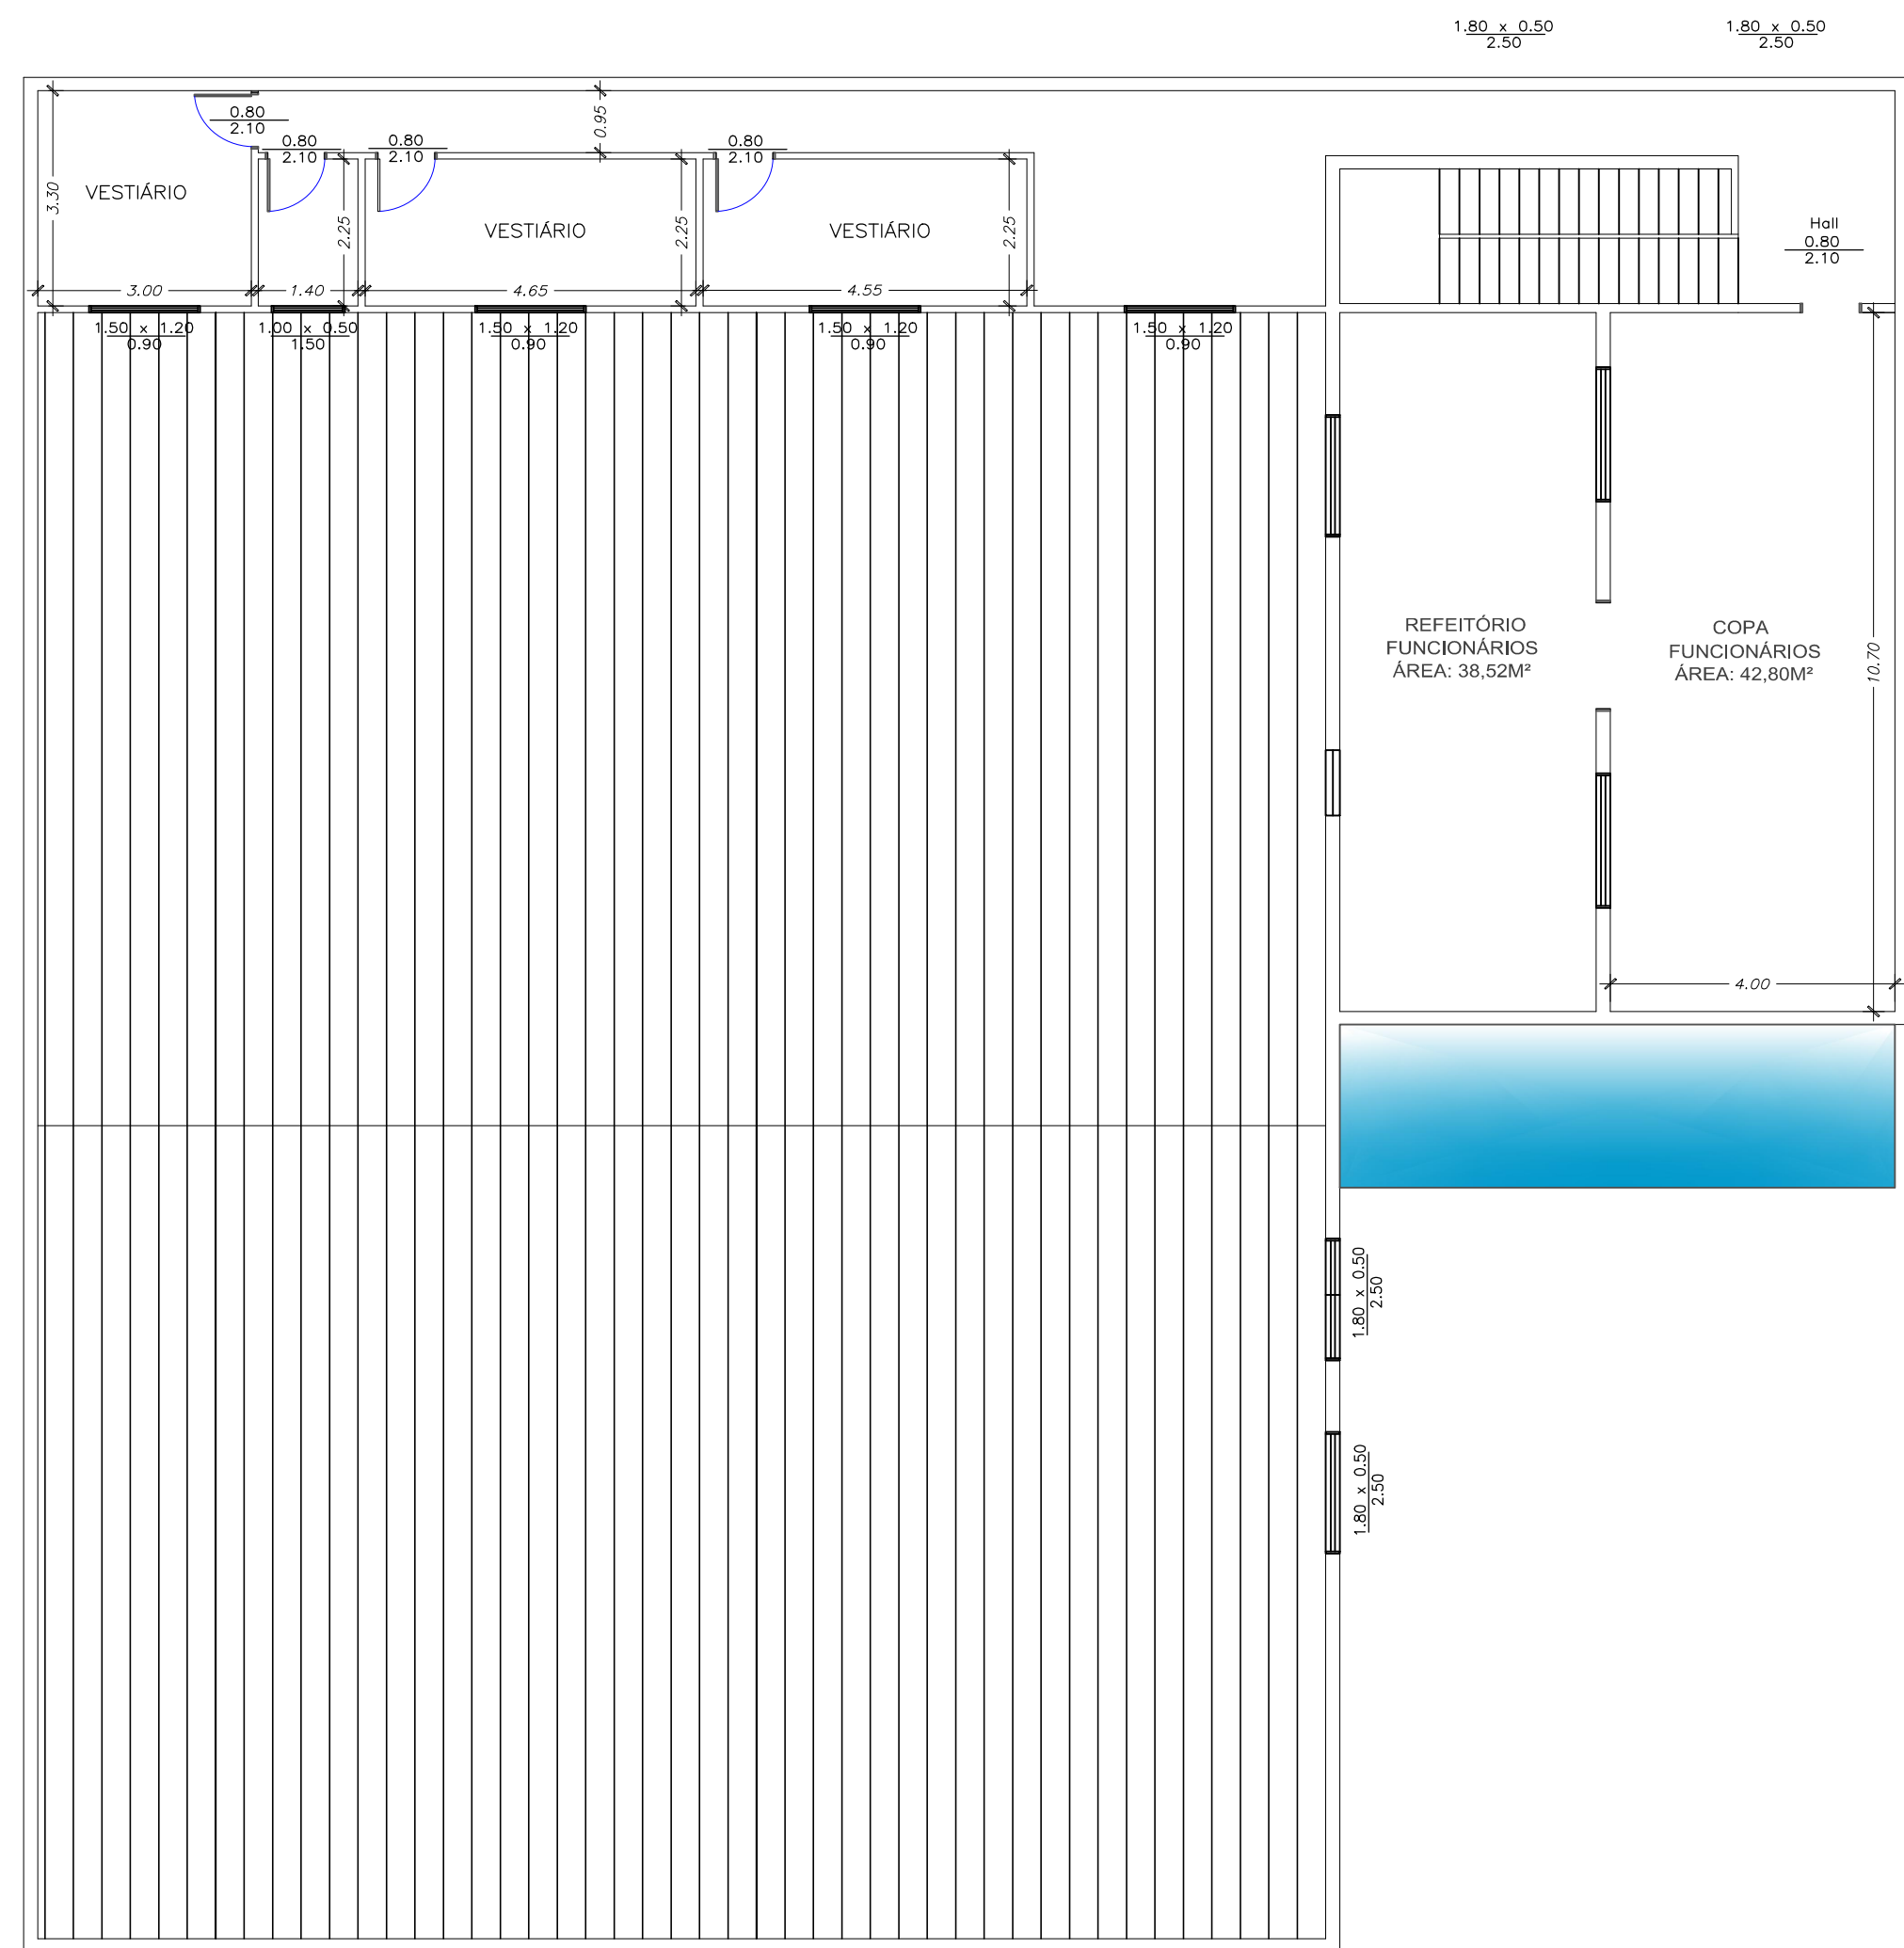 1.80 x 0.50
2.50
1.80 x 0.50
2.50
0.80
2.10
0.95
0.80
2.10
0.80
2.10
0.80
2.10
3.30
VESTIÁRIO
2.25
VESTIÁRIO
2.25
VESTIÁRIO
2.25
Hall
0.80
2.10
3.00
1.40
4.65
4.55
1.50 x 1.20
0.90
1.00 x 0.50
1.50
1.50 x 1.20
0.90
1.50 x 1.20
0.90
1.50 x 1.20
0.90
REFEITÓRIO
FUNCIONÁRIOS
ÁREA: 38,52M²
COPA
FUNCIONÁRIOS
ÁREA: 42,80M²
10.70
4.00
1.80 x 0.50
2.50
1.80 x 0.50
2.50